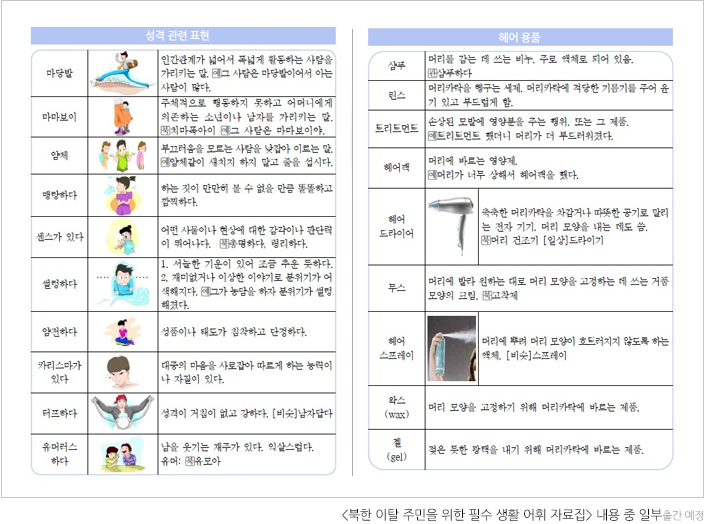 성격 관련 표현
마당발
인간관계가 넓어서 폭넓게 활동하는 사람을
가리키는 말. 예그 사람은 마당발이어서 아는
사람이 많다.
마마보이
주체적으로 행동하지 못하고 어머니에게
의존하는 소년이나 남자를 가리키는 말.
북치마폭아이 예그 사람은 마마보이야.
얌체
부끄러움을 모르는 사람을 낮잡아 이르는 말.
예얌체같이 새치지 하지 말고 줄을 섭시다.
맹랑하다
하는 짓이 만만히 볼 수 없을 만큼 똘똘하고
깜찍하다.
센스가 있다
어떤 사물이나 현상에 대한 감각이나 판단력
이 뛰어나다. 북총명하다. 령리하다.
썰렁하다
1. 서늘한 기운이 있어 조금 추운 듯하다.
2. 재미없거나 이상한 이야기로 분위기가 어
색해지다. 예그가 농담을 하자 분위기가 썰렁
해졌다.
얌전하다
성품이나 태도가 침착하고 단정하다.
카리스마가
있다
대중의 마음을 사로잡아 따르게 하는 능력이
나 자질이 있다.
터프하다
성격이 거침이 없고 강하다. [비슷]남자답다
유머러스
하다
남을 웃기는 재주가 있다. 익살스럽다.
유머: 북유모아
헤어 용품
샴푸
머리를 감는 데 쓰는 비누. 주로 액체로 되어 있음.
관샴푸하다
린스
머리카락을 헹구는 세제. 머리카락에 적당한 기름기를 주어 윤
기 있고 부드럽게 함.
트리트먼트
손상된 모발에 영양분을 주는 행위. 또는 그 제품.
예트리트먼트 했더니 머리가 더 부드러워졌다.
헤어팩
머리에 바르는 영양제.
예머리가 너무 상해서 헤어팩을 했다.
헤어
드라이어
축축한 머리카락을 차갑거나 따뜻한 공기로 말리
는 전자 기기. 머리 모양을 내는 데도 씀.
북머리 건조기 [일상]드라이기
무스
머리에 발라 원하는 대로 머리 모양을 고정하는 데 쓰는 거품
모양의 크림. 북고착제
헤어
스프레이
머리에 뿌려 머리 모양이 흐트러지지 않도록 하는
액체. [비슷]스프레이
왁스
(wax)
머리 모양을 고정하기 위해 머리카락에 바르는 제품.
젤
(gel)
젖은 듯한 광택을 내기 위해 머리카락에 바르는 제품.
<북한 이탈 주민을 위한 필수 생활 어휘 자료집> 내용 중 일부출간 예정